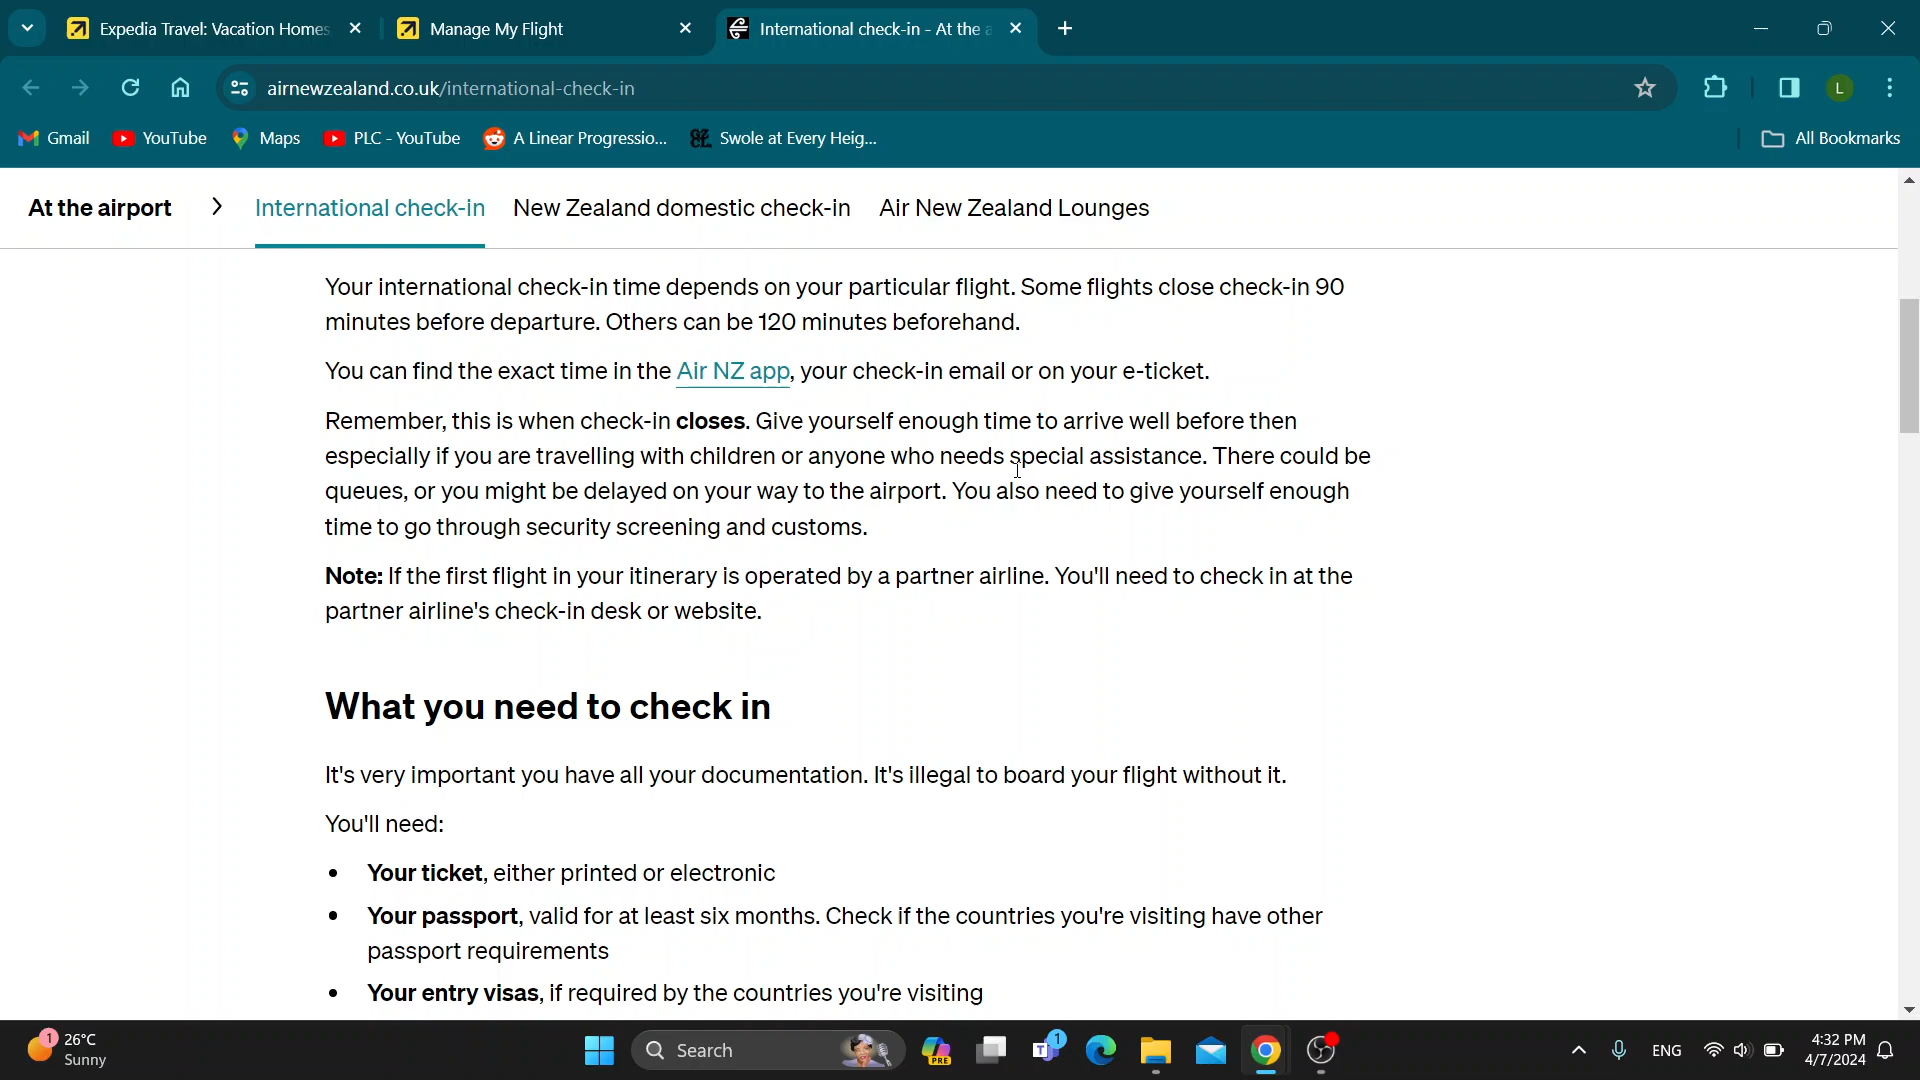 Expedia Travel: Vacation Homes
Manage My Flight
International check-in - At the a
airnewzealand.co.uk/international-check-in
L
Gmail
YouTube
Maps
PLC - YouTube
A Linear Progressio...
Swole at Every Heig...
All Bookmarks
At the airport
International check-in
New Zealand domestic check-in
Air New Zealand Lounges
Your international check-in time depends on your particular flight. Some flights close check-in 90
minutes before departure. Others can be 120 minutes beforehand.
You can find the exact time in the Air NZ app, your check-in email or on your e-ticket.
Remember, this is when check-in closes. Give yourself enough time to arrive well before then
especially if you are travelling with children or anyone who needs special assistance. There could be
queues, or you might be delayed on your way to the airport. You also need to give yourself enough
time to go through security screening and customs.
Note: If the first flight in your itinerary is operated by a partner airline. You'll need to check in at the
partner airline's check-in desk or website.
What you need to check in
It's very important you have all your documentation. It's illegal to board your flight without it.
You'll need:
Your ticket, either printed or electronic
Your passport, valid for at least six months. Check if the countries you're visiting have other
passport requirements
Your entry visas, if required by the countries you're visiting
1
26°C
Sunny
Search
PRE
1
ENG
4:32 PM
4/7/2024